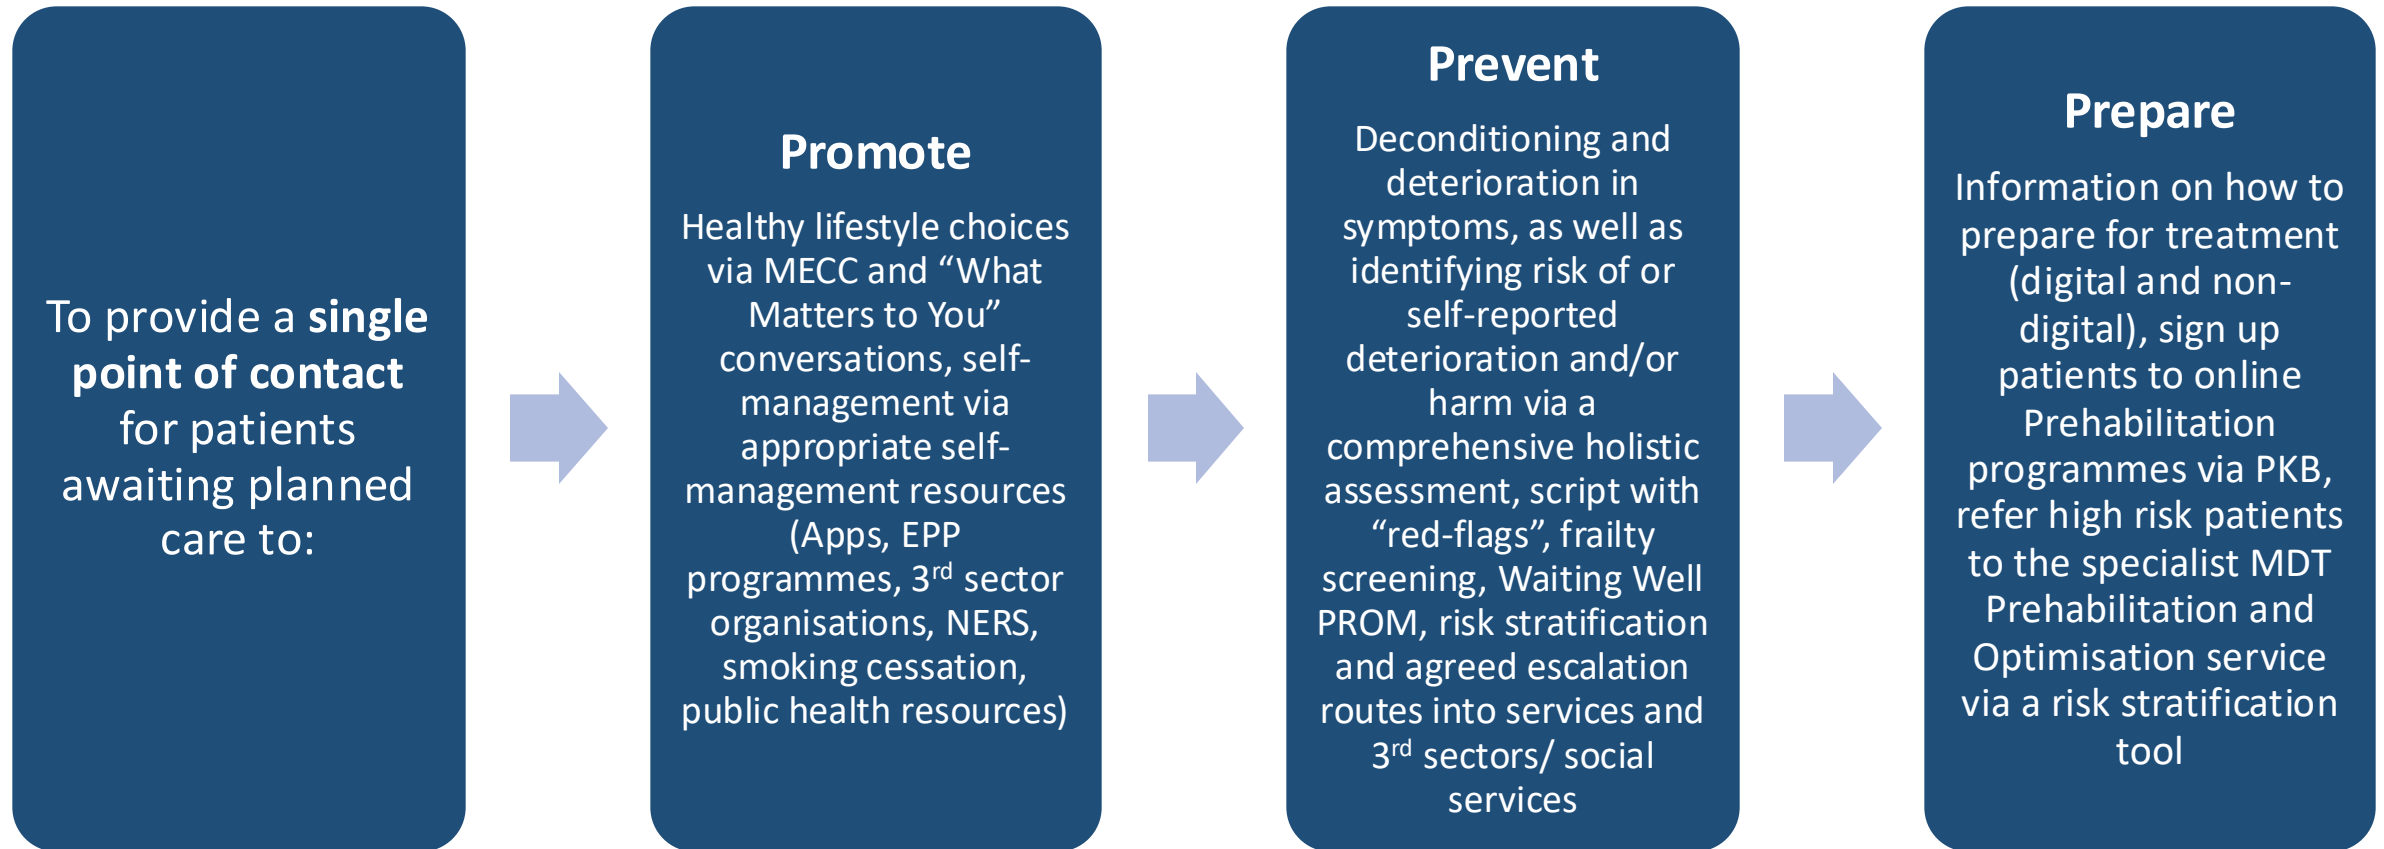 To provide a single
point of contact
for patients
awaiting planned
care to:
Promote
Healthy lifestyle choices
via MECC and “What
Matters to You”
conversations, self-
management via
appropriate self-
management resources
(Apps, EPP
programmes, 3rd sector
organisations, NERS,
smoking cessation,
public health resources)
Prevent
Deconditioning and
deterioration in
symptoms, as well as
identifying risk of or
self-reported
deterioration and/or
harm via a
comprehensive holistic
assessment, script with
“red-flags”, frailty
screening, Waiting Well
PROM, risk stratification
and agreed escalation
routes into services and
3rd sectors/ social
services
Prepare
Information on how to
prepare for treatment
(digital and non-
digital), sign up
patients to online
Prehabilitation
programmes via PKB,
refer high risk patients
to the specialist MDT
Prehabilitation and
Optimisation service
via a risk stratification
tool